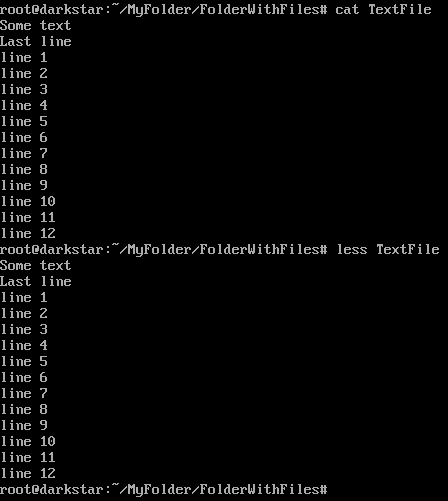 root@darkstar:~/MyFolder/FolderWithFiles# cat TextFile
Some text
Last line
line 1
line 2
line 3
line 4
line 5
line 6
line 7
line 8
line 9
line 10
line 11
line 12
root@darkstar:~/MyFolder/FolderWithFiles# less TextFile
Some text
Last line
line 1
line 2
line 3
line 4
line 5
line 6
line 7
line 8
line 9
line 10
line 11
line 12
root@darkstar:~/MyFolder/FolderWithFiles#